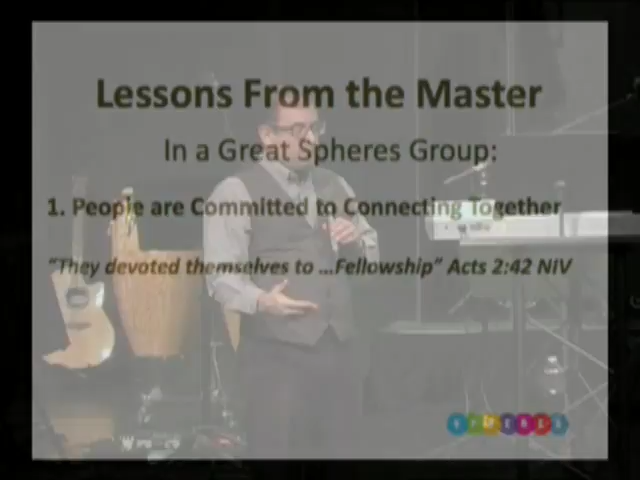 Lessons From the Master
In a Great Spheres Group:
1. People are Committed to Connecting Together
"They devoted themselves to ...Fellowship" Acts 2:42 NIV
SPHERES